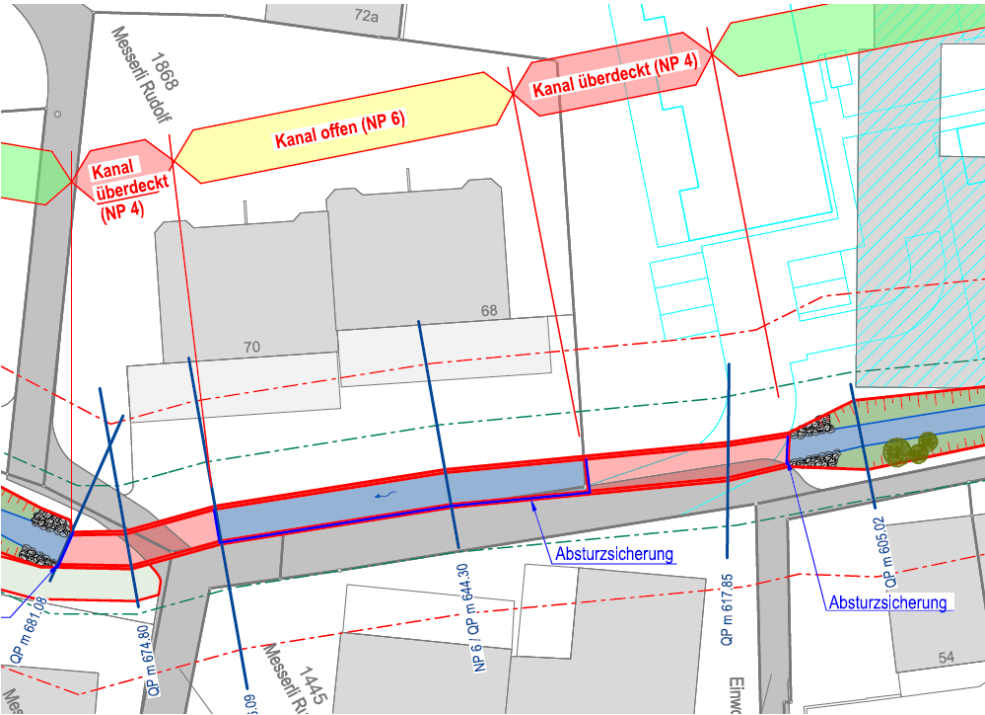 72a
1868
Messerli Rudolf
Kanal überdeckt (NP 4)
Kanal offen (NP 6)
Kanal
überdeckt
(NP 4)
68
70
Absturzsicherung
Absturzsicherung
QP m 681.08
QP m 674.80
NP 6 / QP m 644.30
QP m 617.85
QP m 605.02
1445
Messerli Ru
54